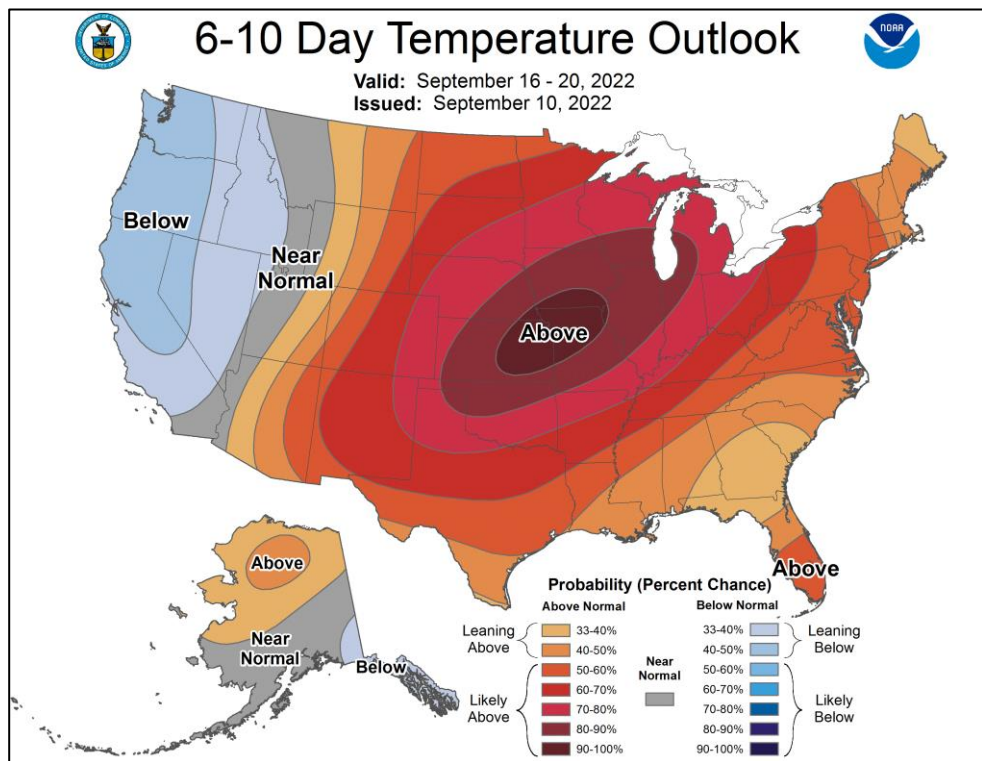 6-10 Day Temperature Outlook
Valid: September 16 - 20, 2022
Issued: September 10, 2022
NOAA
Below
Near
Normal
Above
Above
Above
Near
Normal
Below
Probability (Percent Chance)
Above Normal
Below Normal
Leaning
Above
33-40%
40-50%
Likely
Above
50-60%
60-70%
70-80%
80-90%
90-100%
Near
Normal
33-40%
40-50%
Leaning
Below
50-60%
60-70%
70-80%
80-90%
90-100%
Likely
Below